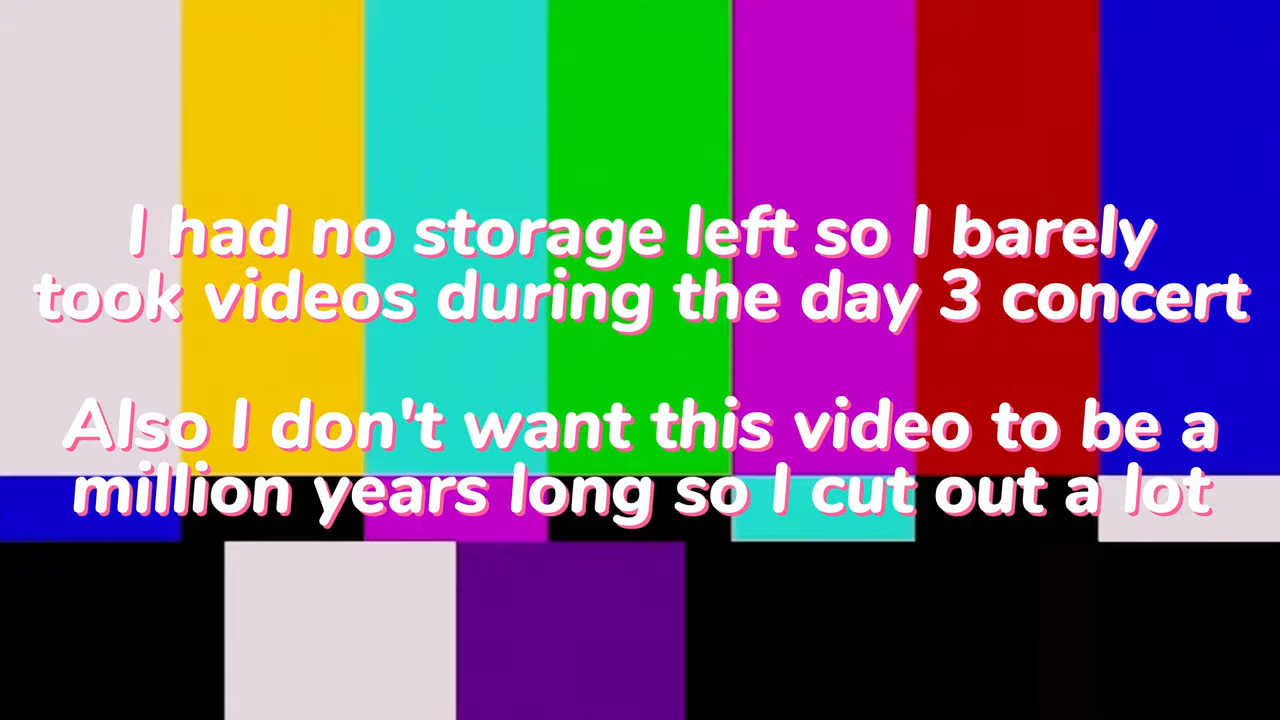 I had no storage left so I barely
took videos during the day 3 concert
Also I don't want this video to be a
million years long so I cut out a lot